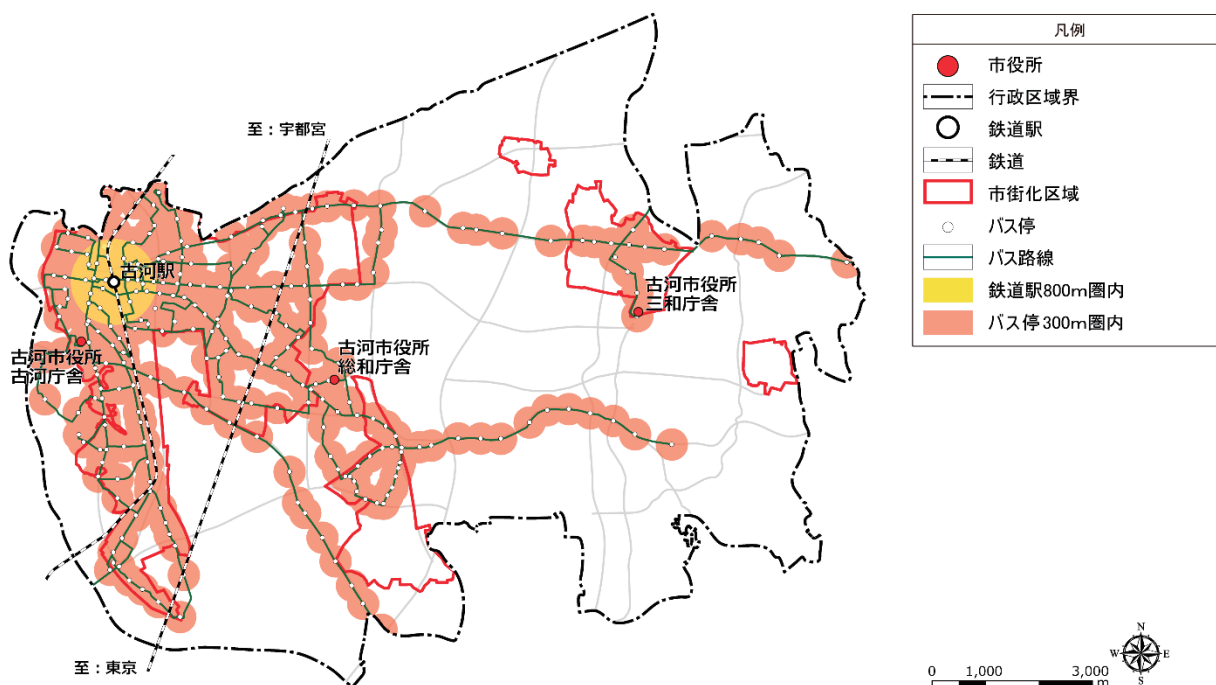 至：宇都宮
古河駅
古河市役所
古河庁舎
古河市役所
総和庁舎
古河市役所
三和庁舎
至：東京
凡例
市役所
行政区域界
鉄道駅
鉄道
市街化区域
バス停
バス路線
鉄道駅800m圏内
バス停300m圏内
N
W
E
S
0 1,000 3,000
m